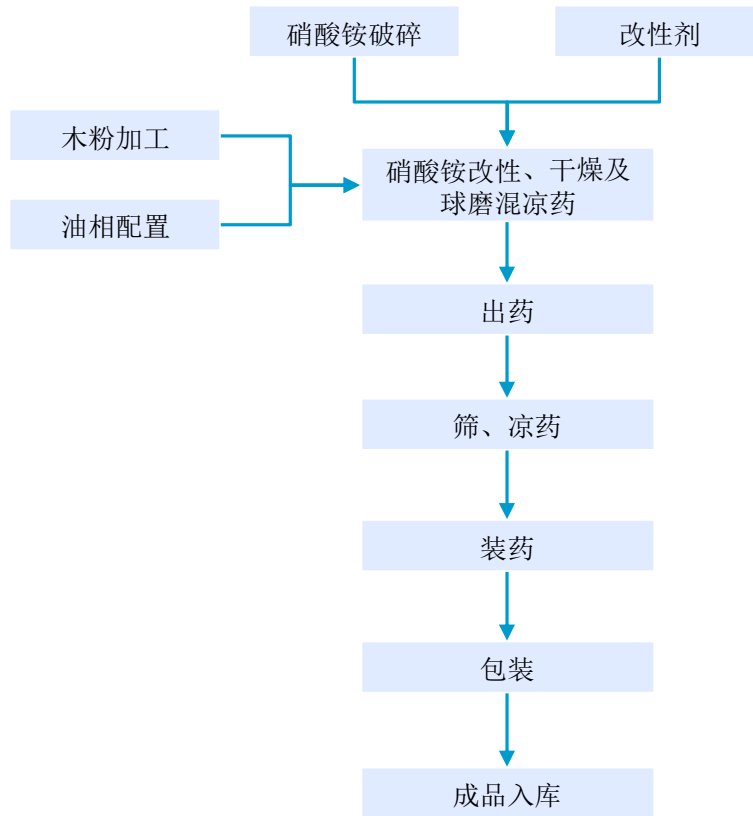 硝酸铵破碎
改性剂
木粉加工
油相配置
硝酸铵改性、干燥及
球磨混凉药
出药
筛、凉药
装药
包装
成品入库